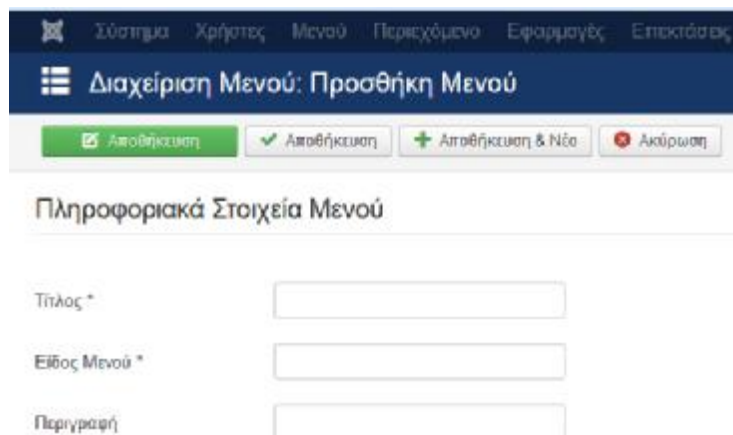 Σύστημα Χρήστες Μενού Περιεχόμενο Εφαρμογές Επεκτάσεις
Διαχείριση Μενού: Προσθήκη Μενού
Αποθήκευση Αποθήκευση Αποθήκευση & Νέο Ακύρωση
Πληροφοριακά Στοιχεία Μενού
Τίτλος *
Είδος Μενού *
Περιγραφή